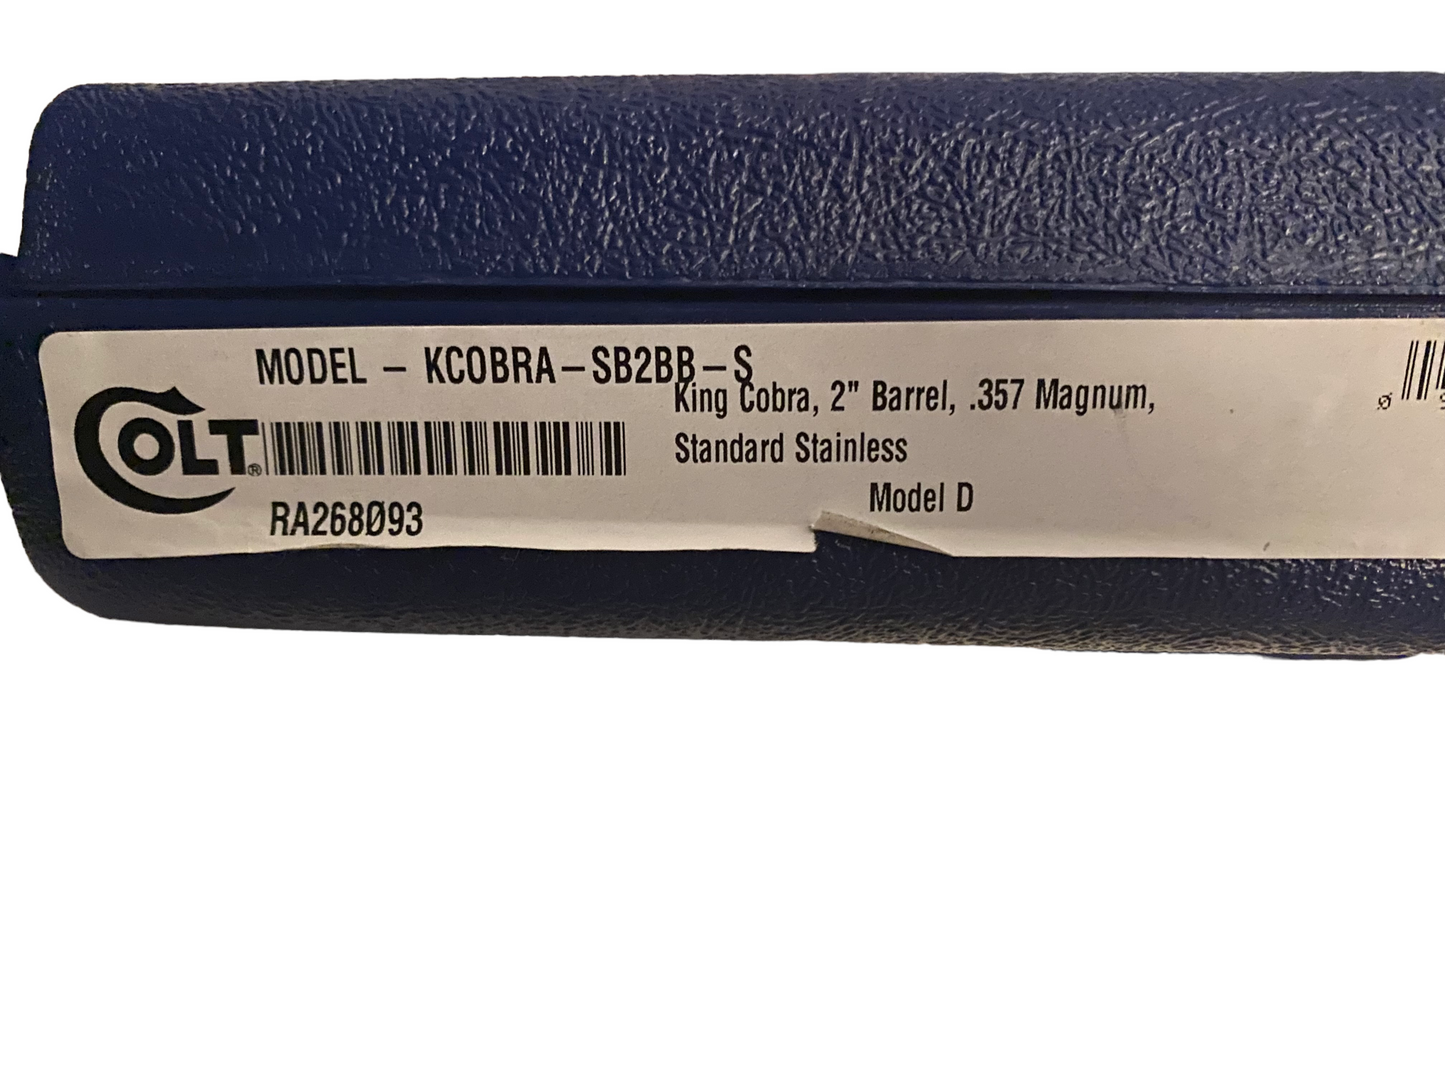 MODEL – KCOBRA–SB2BB–S
King Cobra, 2" Barrel, .357 Magnum,
COLT®
Standard Stainless
Model D
RA268Ø93
Ø